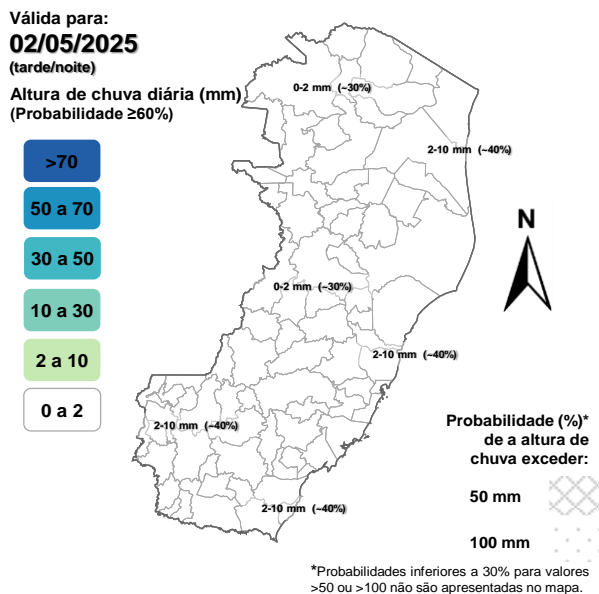 Válida para:
02/05/2025
(tarde/noite)
Altura de chuva diária (mm)
(Probabilidade ≥60%)
>70
50 a 70
30 a 50
10 a 30
2 a 10
0 a 2
0-2 mm (~30%)
2-10 mm (~40%)
0-2 mm (~30%)
2-10 mm (~40%)
2-10 mm (~40%)
2-10 mm (~40%)
N
Probabilidade (%)*
de a altura de
chuva exceder:
50 mm
100 mm
*Probabilidades inferiores a 30% para valores
>50 ou >100 não são apresentadas no mapa.